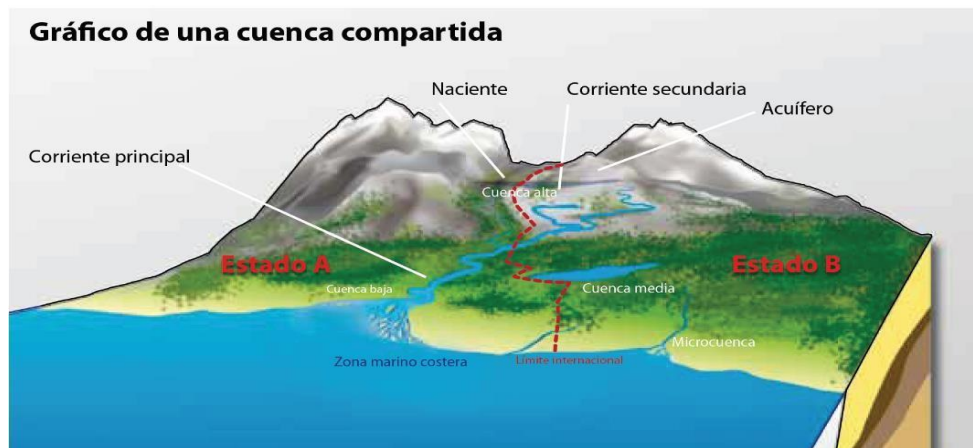 Gráfico de una cuenca compartida
Naciente
Corriente secundaria
Acuífero
Corriente principal
Cuenca alta
Estado A
Estado B
Cuenca baja
Cuenca media
Microcuenca
Zona marino costera
Límite internacional